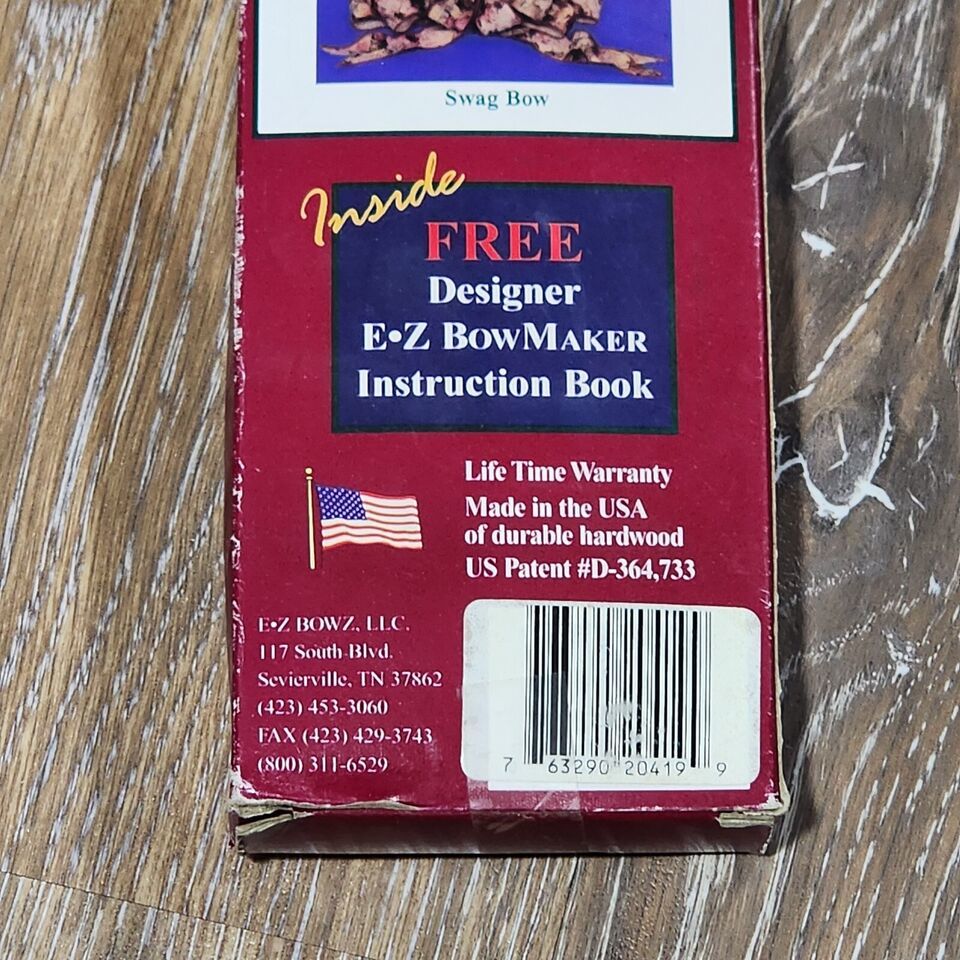 Swag Bow
Inside
FREE
Designer
E•Z BOWMAKER
Instruction Book
Life Time Warranty
Made in the USA
of durable hardwood
US Patent #D-364,733
E•Z BOWZ, LLC.
117 South Blvd.
Sevierville, TN 37862
(423) 453-3060
FAX (423) 429-3743
(800) 311-6529
7 63290 20419 9